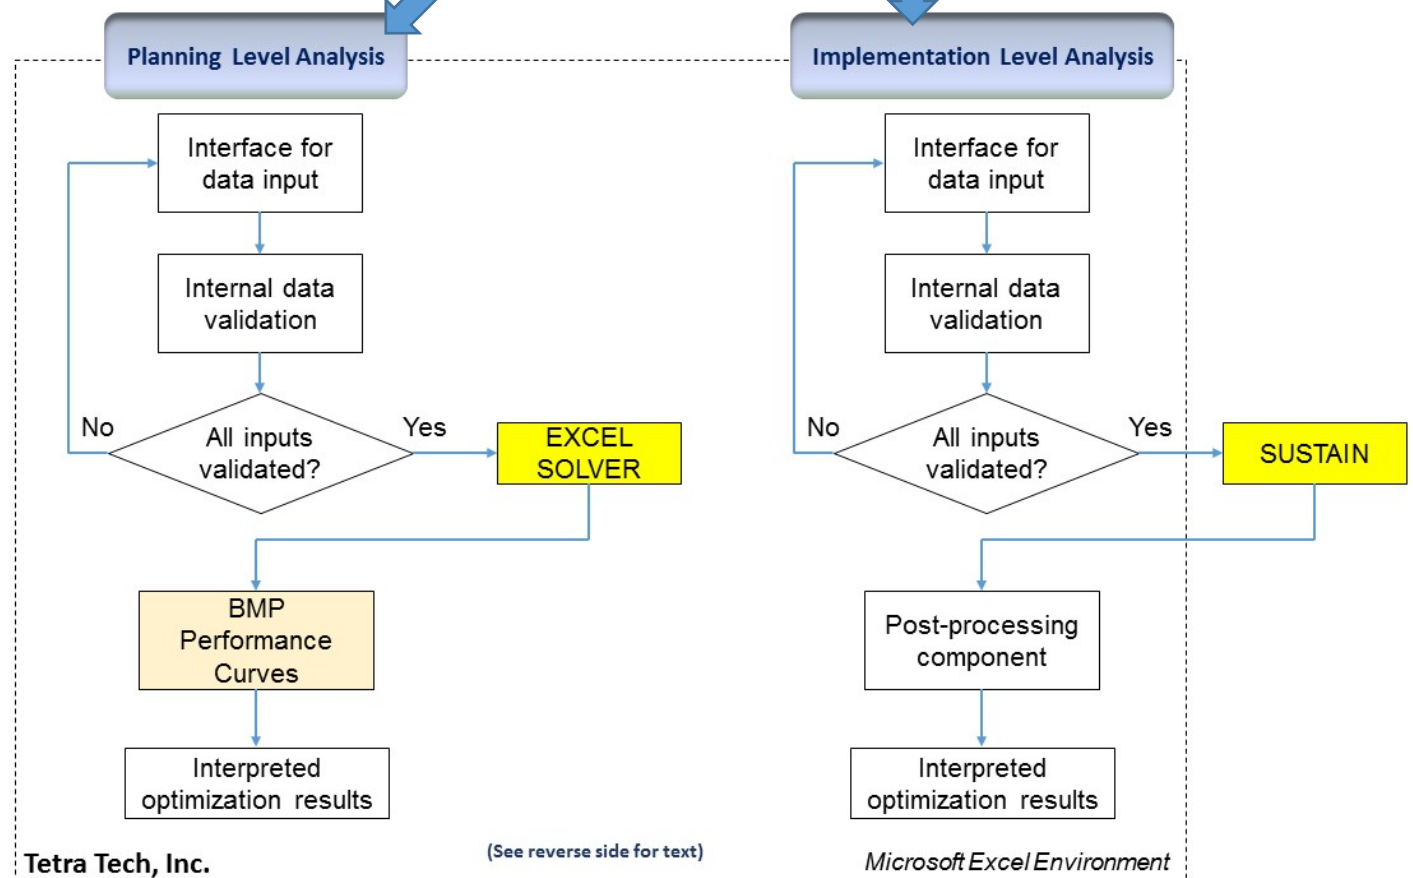 Planning Level Analysis
Implementation Level Analysis
Interface for
data input
Internal data
validation
No
All inputs
validated?
Yes
EXCEL
SOLVER
BMP
Performance
Curves
Interpreted
optimization results
Interface for
data input
Internal data
validation
No
All inputs
validated?
Yes
SUSTAIN
Post-processing
component
Interpreted
optimization results
Tetra Tech, Inc.
(See reverse side for text)
Microsoft Excel Environment